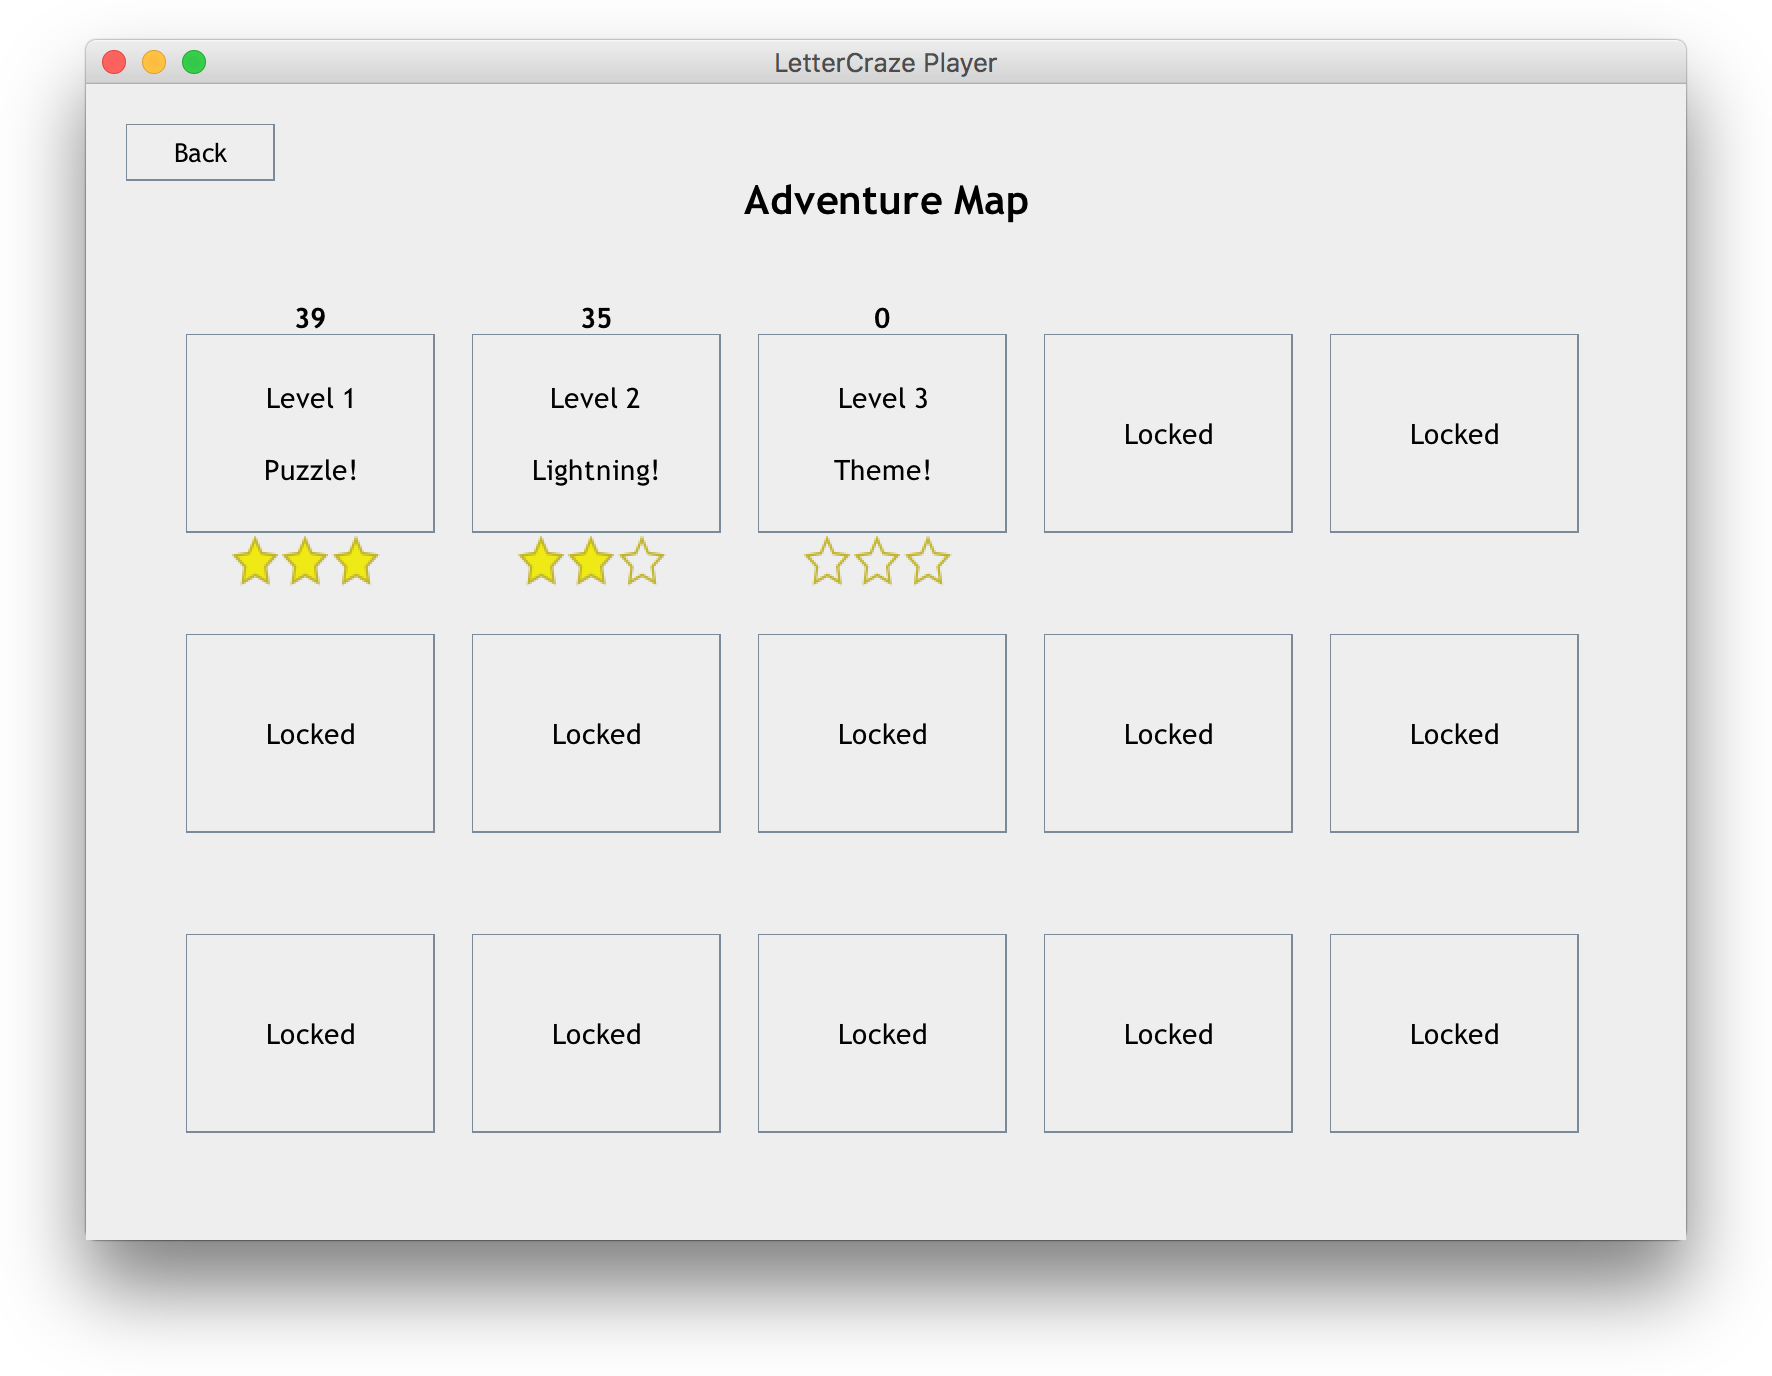 LetterCraze Player
Back
Adventure Map
39 35 0
Level 1 Level 2 Level 3
Locked Locked
Puzzle! Lightning! Theme!
Locked Locked Locked Locked Locked
Locked Locked Locked Locked Locked